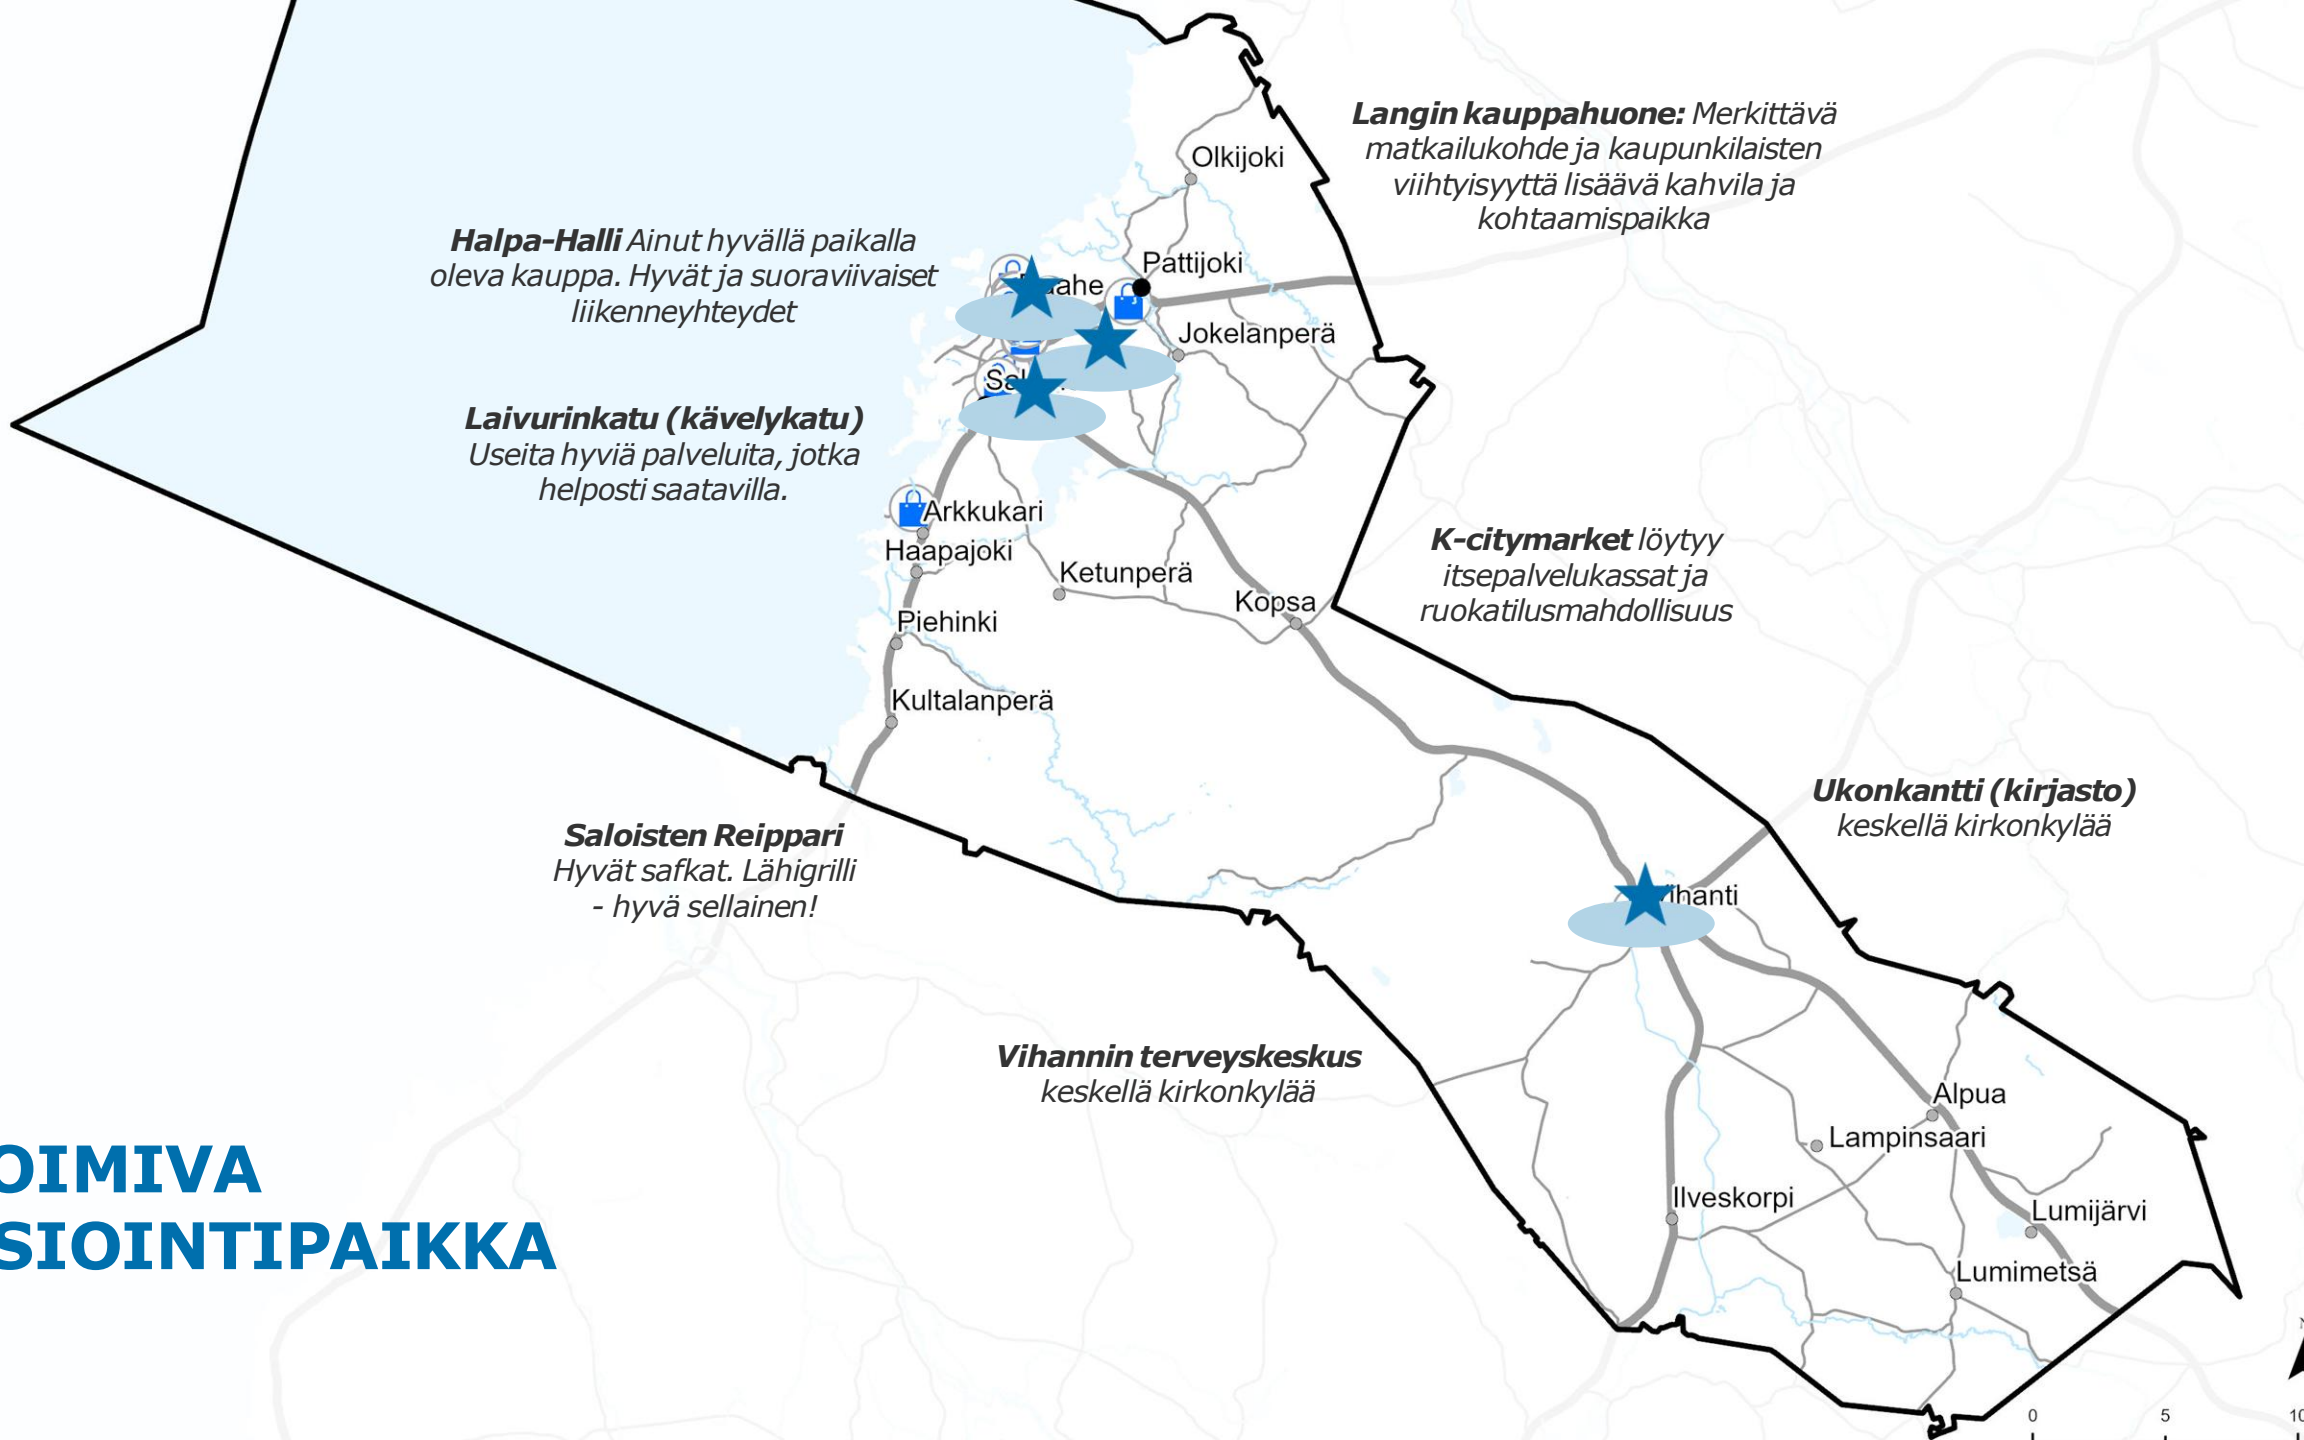 Langin kauppahuone: Merkittävä
matkailukohde ja kaupunkilaisten
viihtyisyyttä lisäävä kahvila ja
kohtaamispaikka
Olkijoki
Halpa-Halli Ainut hyvällä paikalla
oleva kauppa. Hyvät ja suoraviivaiset
liikenneyhteydet
Pattijoki
Jokelanperä
Laivurinkatu (kävelykatu)
Useita hyviä palveluita, jotka
helposti saatavilla.
Arkkukari
Haapajoki
Ketunperä
Kopsa
K-citymarket löytyy
itsepalvelukassat ja
ruokatilusmahdollisuus
Piehinki
Kultalanperä
Ukonkantti (kirjasto)
keskellä kirkonkylää
Saloisten Reippari
Hyvät safkat. Lähigrilli
- hyvä sellainen!
Vihannin terveyskeskus
keskellä kirkonkylää
Alpua
Lampinsaari
Ilveskorpi
Lumijärvi
Lumimetsä
OIMIVA
SIOINTIPAIKKA
0 5 10